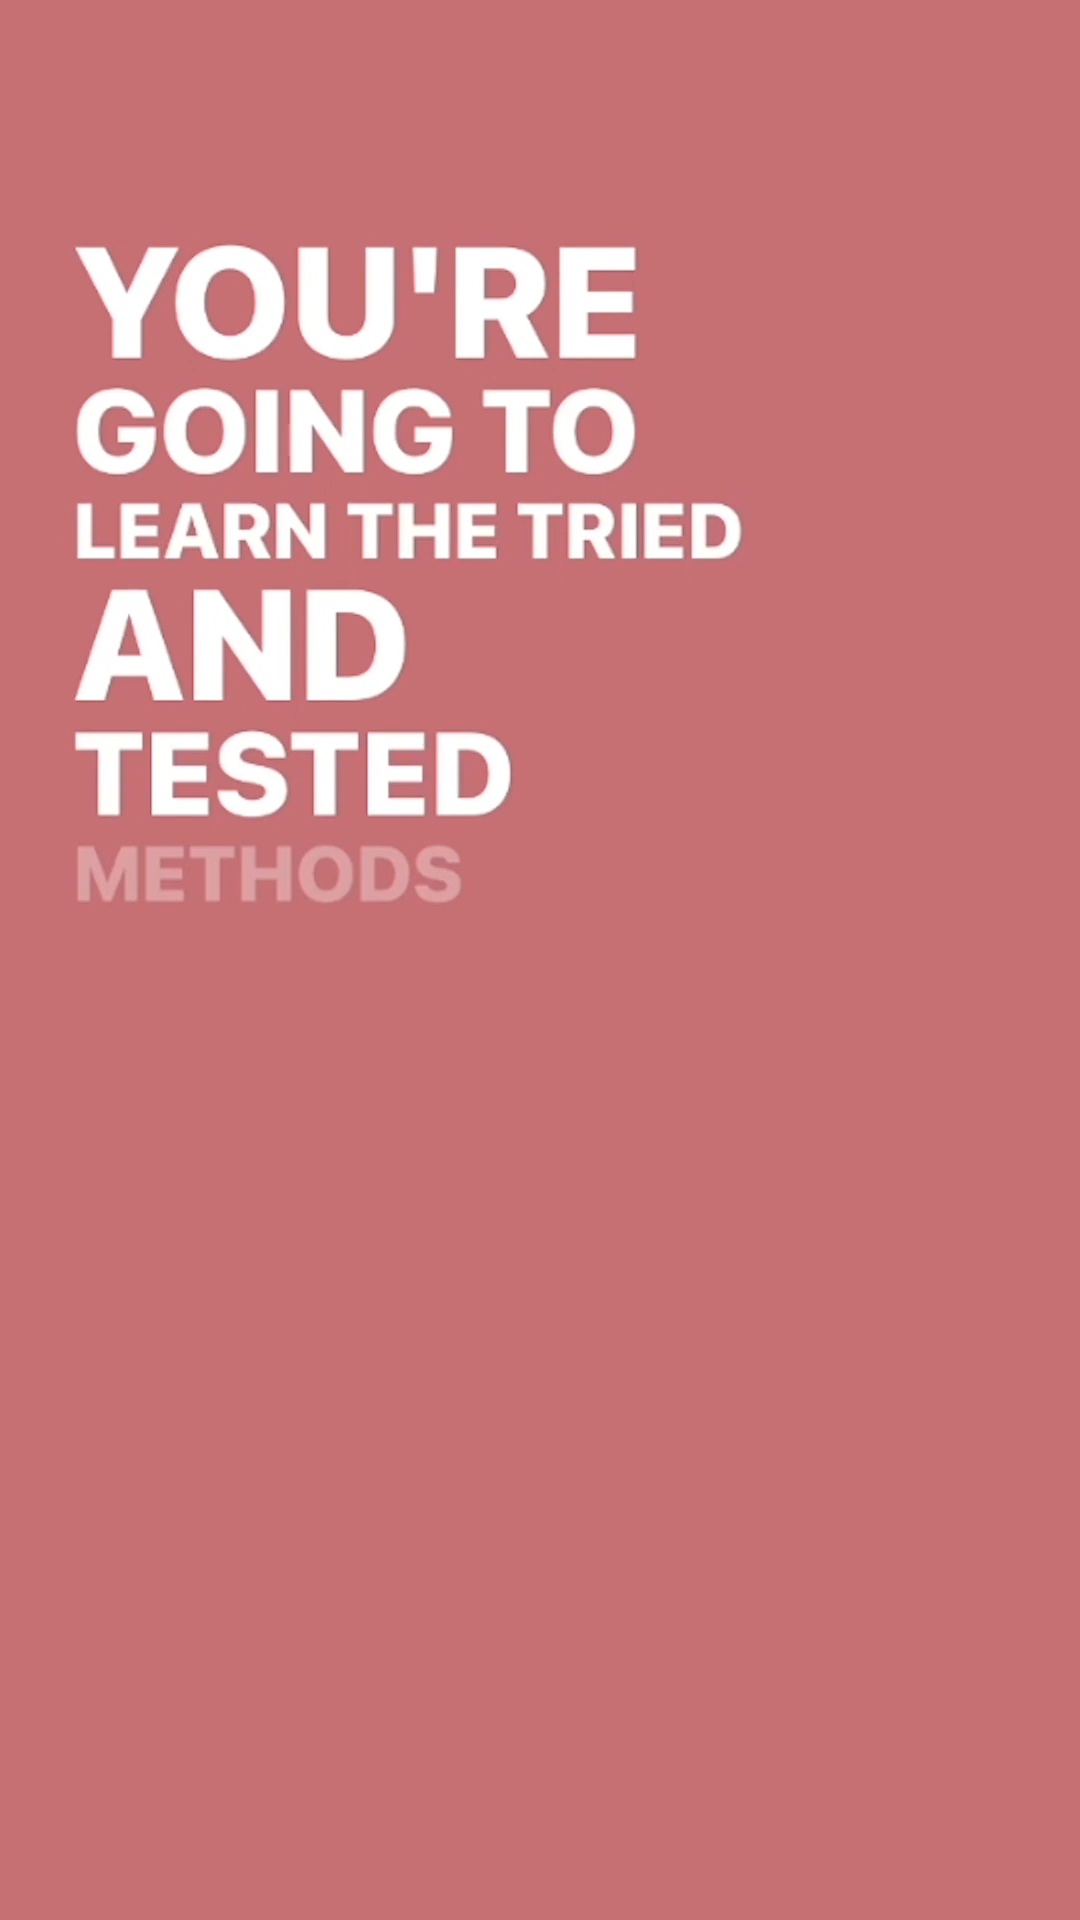 YOU'RE
GOING TO
LEARN THE TRIED
AND
TESTED
METHODS